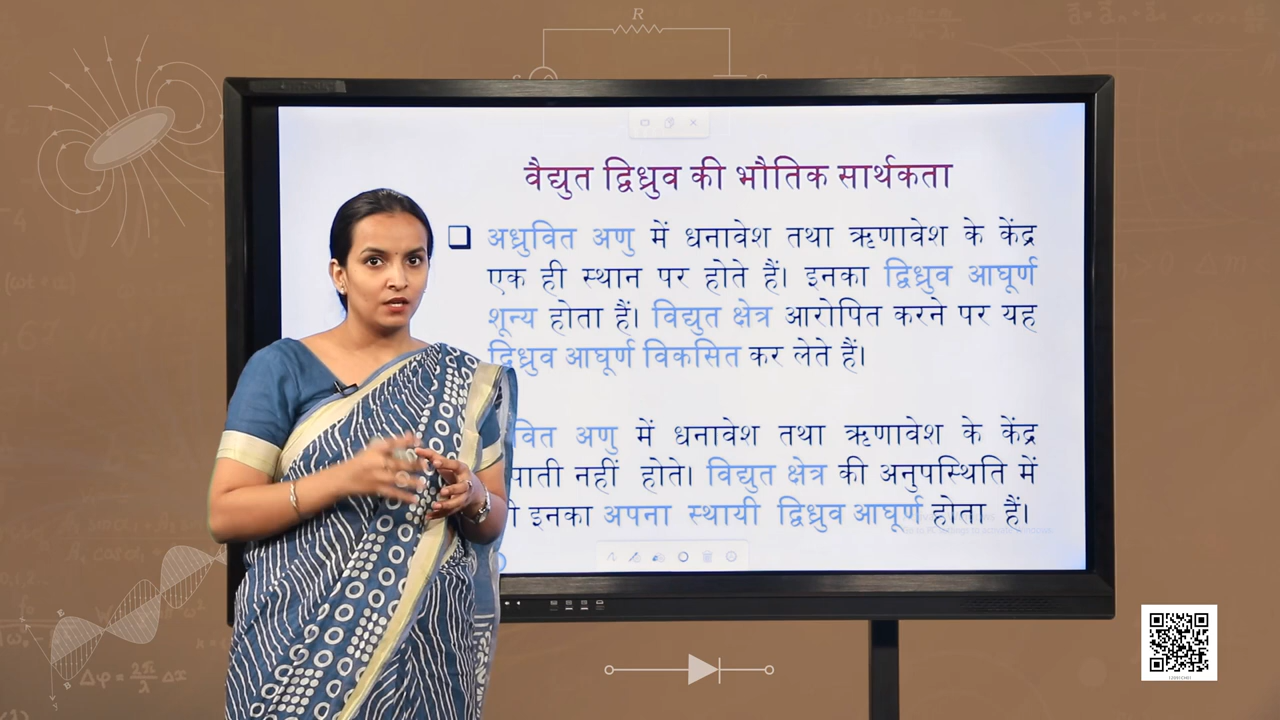 R
वैद्युत द्विध्रुव की भौतिक सार्थकता
अध्रुवित अणु में धनावेश तथा ऋणावेश के केंद्र
एक ही स्थान पर होते हैं। इनका द्विध्रुव आघूर्ण
शून्य होता हैं। विद्युत क्षेत्र आरोपित करने पर यह
द्विध्रुव आघूर्ण विकसित कर लेते हैं।
अणु में धनावेश तथा ऋणावेश के केंद्र
नहीं होते। विद्युत क्षेत्र की अनुपस्थिति में
इनका अपना स्थायी द्विध्रुव आघूर्ण होता हैं।